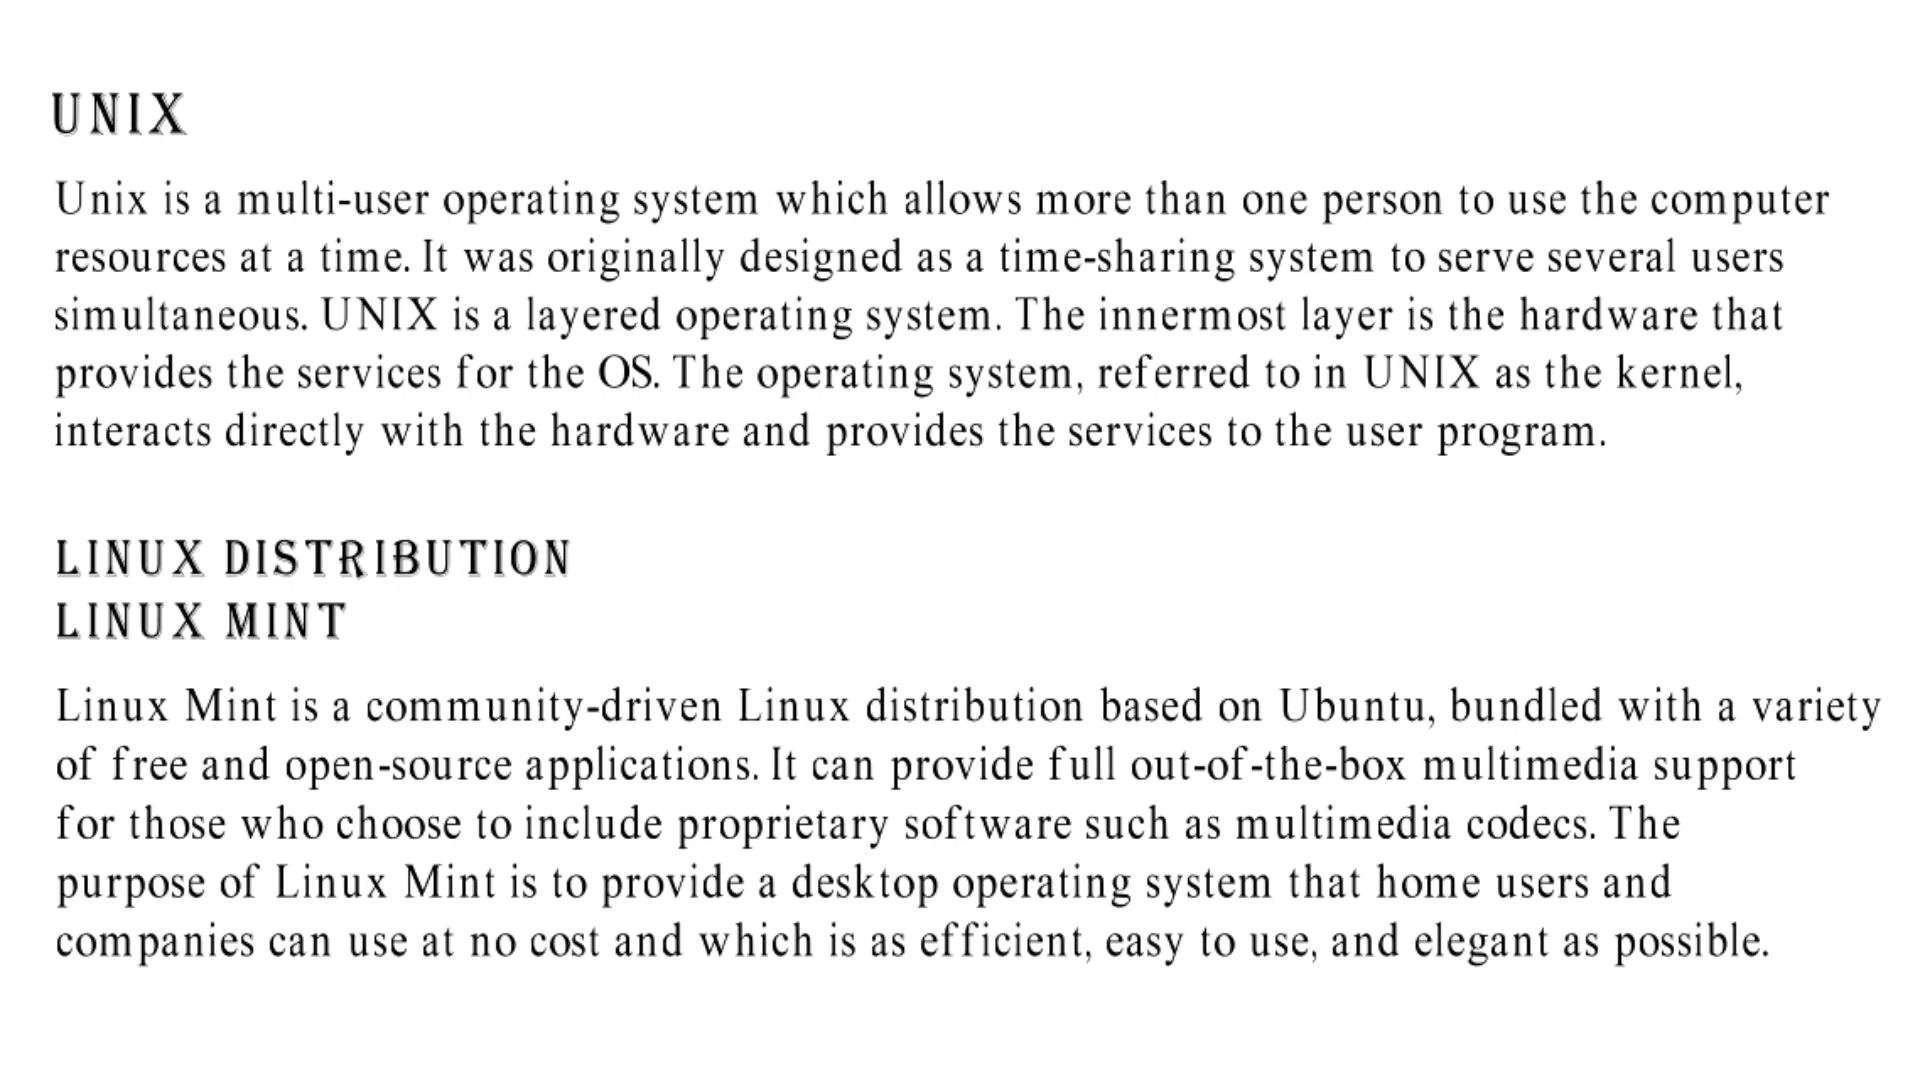 UNIX
Unix is a multi-user operating system which allows more than one person to use the computer
resources at a time. It was originally designed as a time-sharing system to serve several users
simultaneous. UNIX is a layered operating system. The innermost layer is the hardware that
provides the services for the OS. The operating system, referred to in UNIX as the kernel,
interacts directly with the hardware and provides the services to the user program.
LINUX DISTRIBUTION
LINUX MINT
Linux Mint is a community-driven Linux distribution based on Ubuntu, bundled with a variety
of free and open-source applications. It can provide full out-of-the-box multimedia support
for those who choose to include proprietary software such as multimedia codecs. The
purpose of Linux Mint is to provide a desktop operating system that home users and
companies can use at no cost and which is as efficient, easy to use, and elegant as possible.